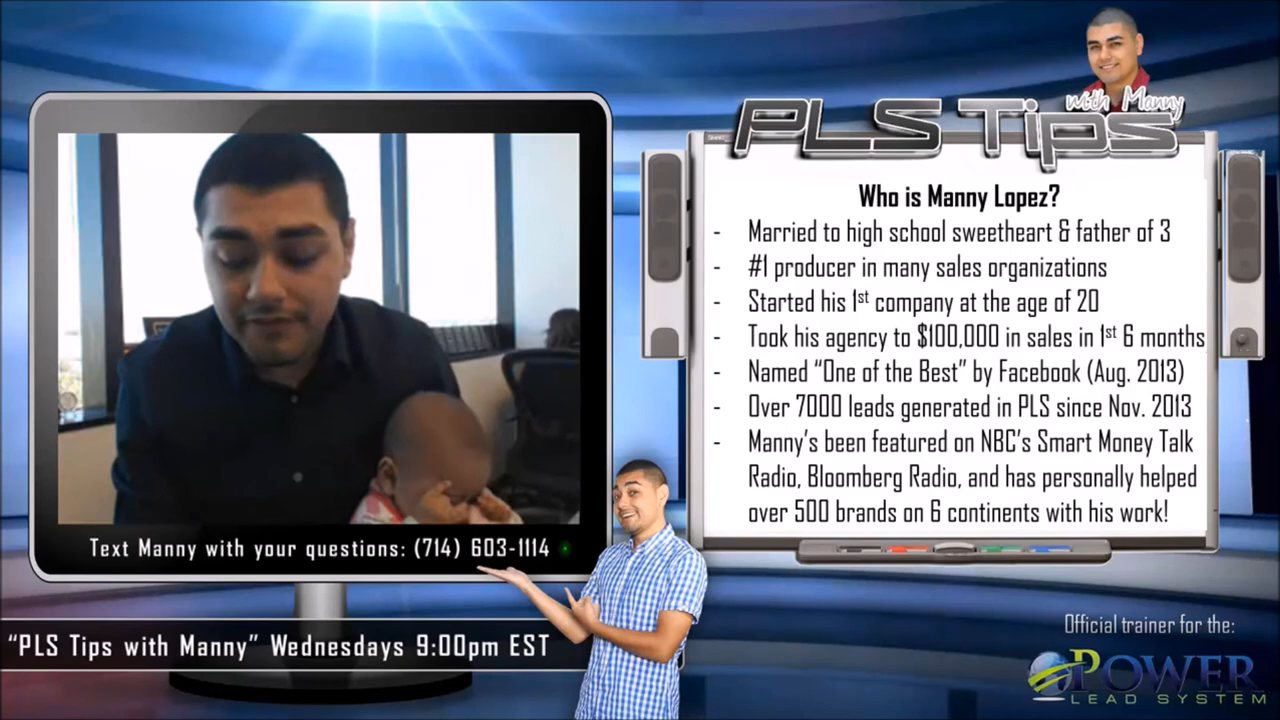 PLS Tips
with Manny
Who is Manny Lopez?
- Married to high school sweetheart & father of 3
- #1 producer in many sales organizations
- Started his 1st company at the age of 20
- Took his agency to $100,000 in sales in 1st 6 months
- Named “One of the Best” by Facebook (Aug. 2013)
- Over 7000 leads generated in PLS since Nov. 2013
- Manny’s been featured on NBC’s Smart Money Talk
Radio, Bloomberg Radio, and has personally helped
over 500 brands on 6 continents with his work!
Text Manny with your questions: (714) 603-1114
“PLS Tips with Manny” Wednesdays 9:00pm EST
Official trainer for the:
POWER
LEAD SYSTEM